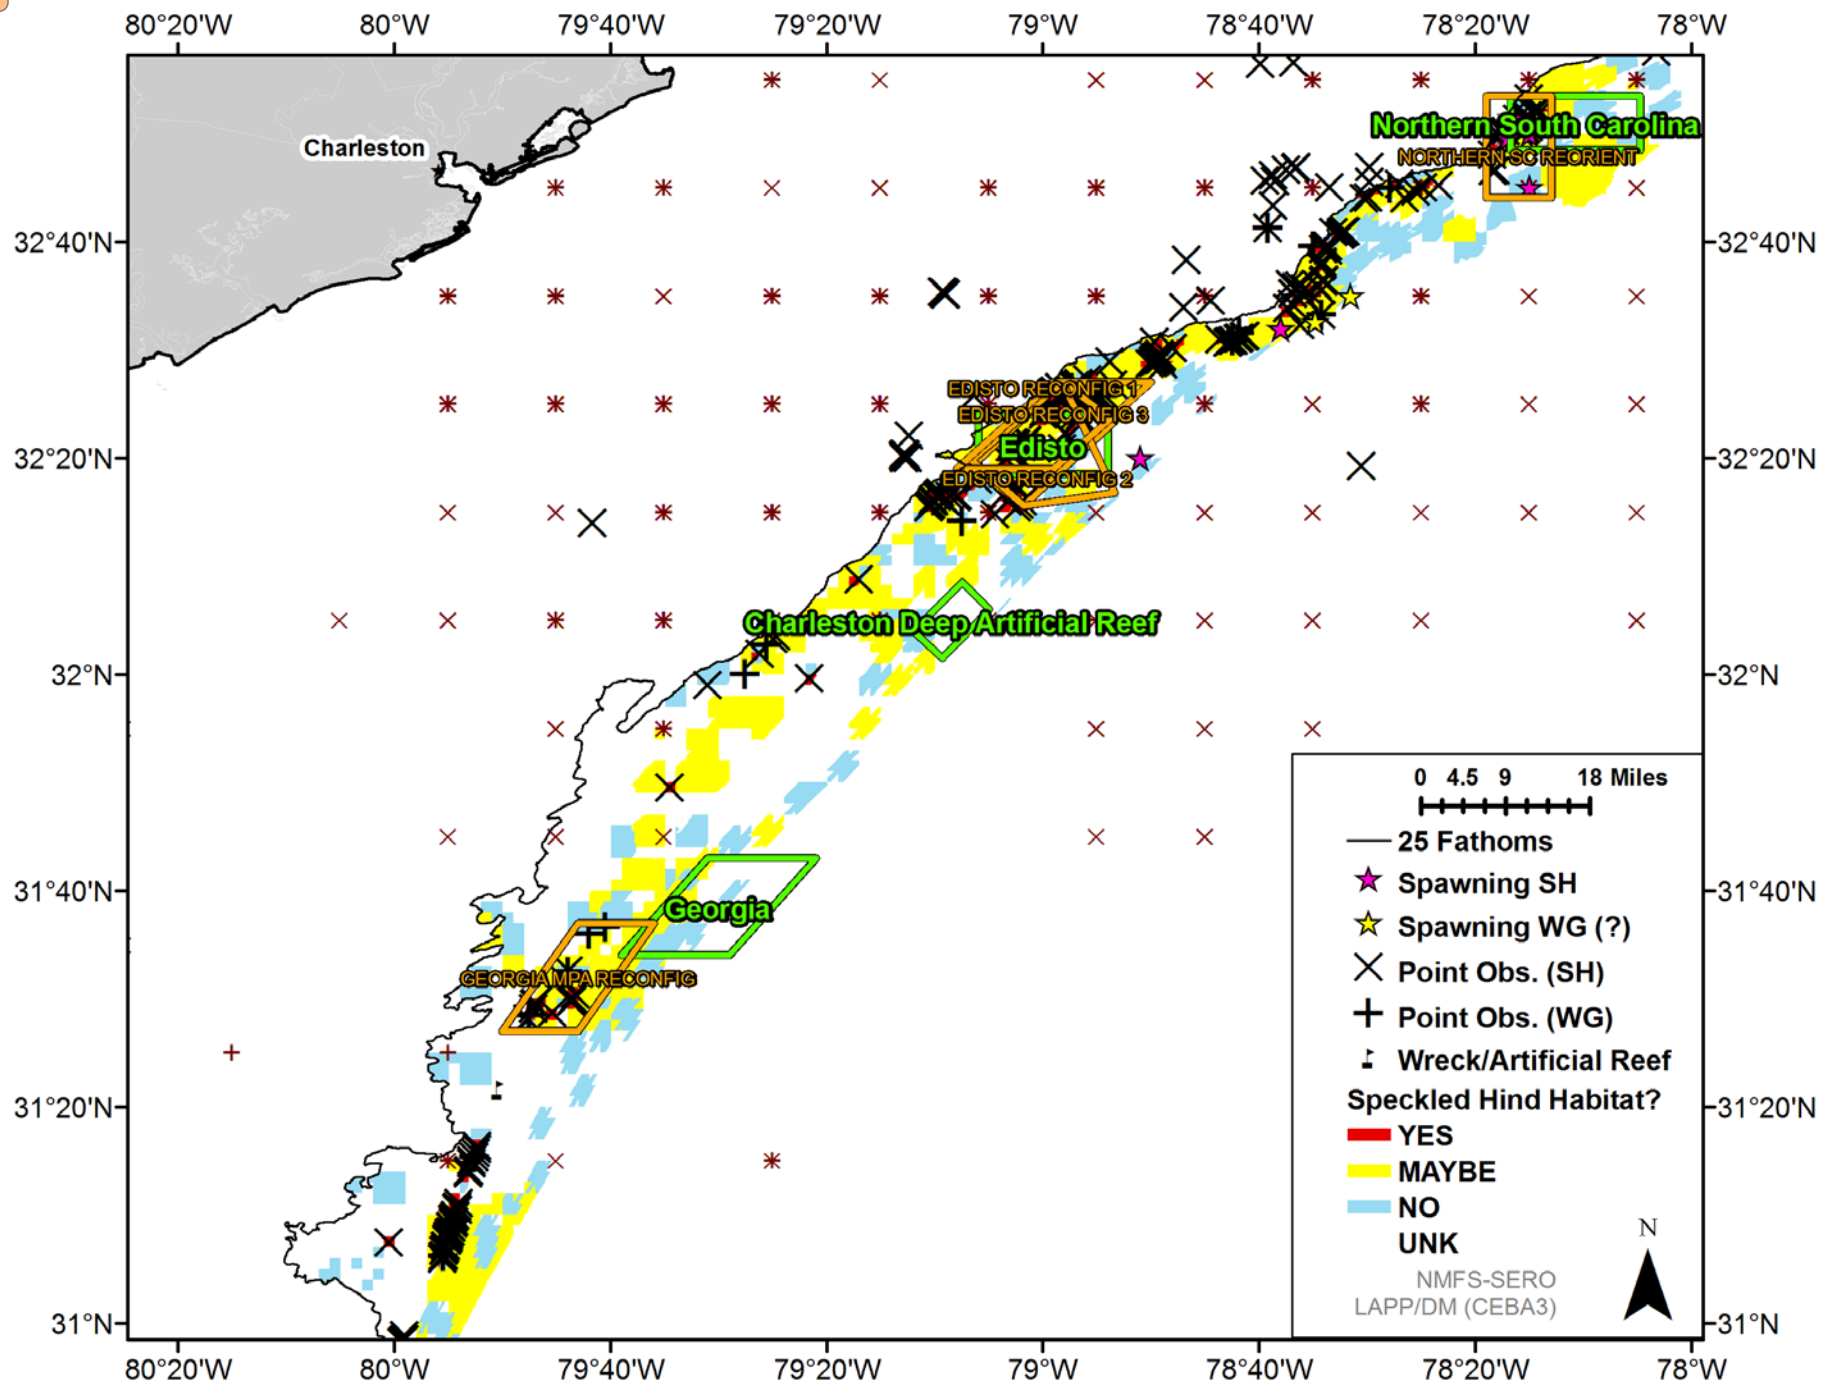 80°20'W 80°W 79°40'W 79°20'W 79°W 78°40'W 78°20'W 78°W
Northern South Carolina
Charleston
NORTHERN SC REORIENT
32°40'N 32°40'N
EDISTO RECONFIG 1
EDISTO RECONFIG 3
Edisto
32°20'N 32°20'N
EDISTO RECONFIG 2
Charleston Deep Artificial Reef
32°N 32°N
0 4.5 9 18 Miles
25 Fathoms
Spawning SH
31°40'N 31°40'N
Georgia
Spawning WG (?)
GEORGIA MPA RECONFIG
Point Obs. (SH)
Point Obs. (WG)
Wreck/Artificial Reef
Speckled Hind Habitat?
31°20'N 31°20'N
YES
MAYBE
NO
UNK
N
NMFS-SERO
LAPP/DM (CEBA3)
31°N 31°N
80°20'W 80°W 79°40'W 79°20'W 79°W 78°40'W 78°20'W 78°W